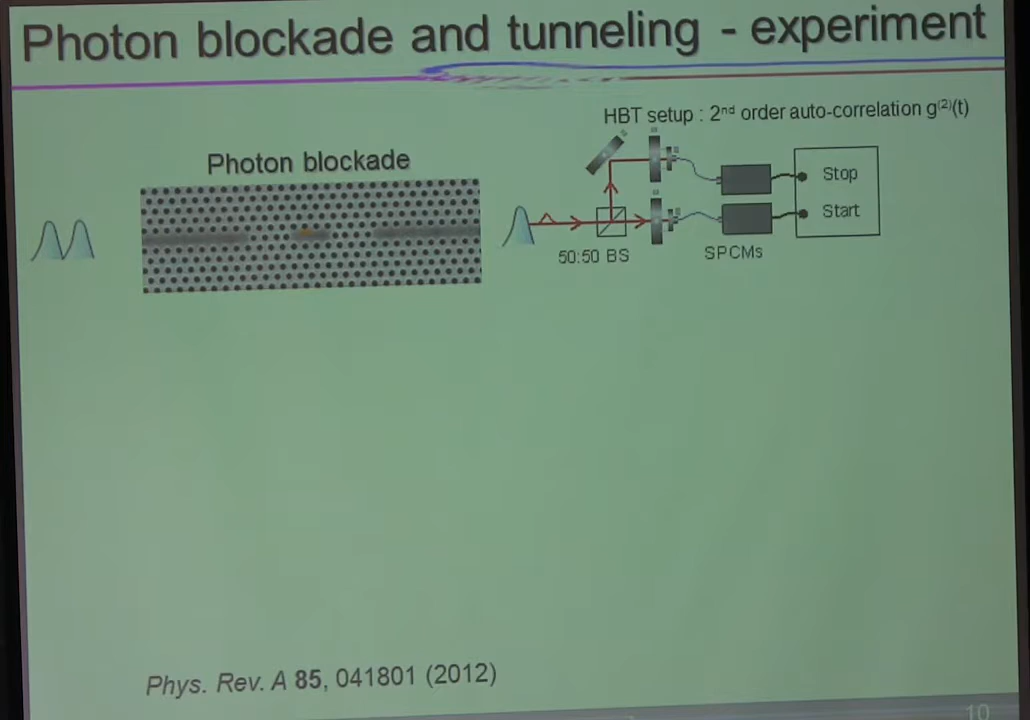 Photon blockade and tunneling - experiment
HBT setup : 2nd order auto-correlation g(2)(t)
Photon blockade
Stop
Start
50:50 BS
SPCMs
Phys. Rev. A 85, 041801 (2012)
10